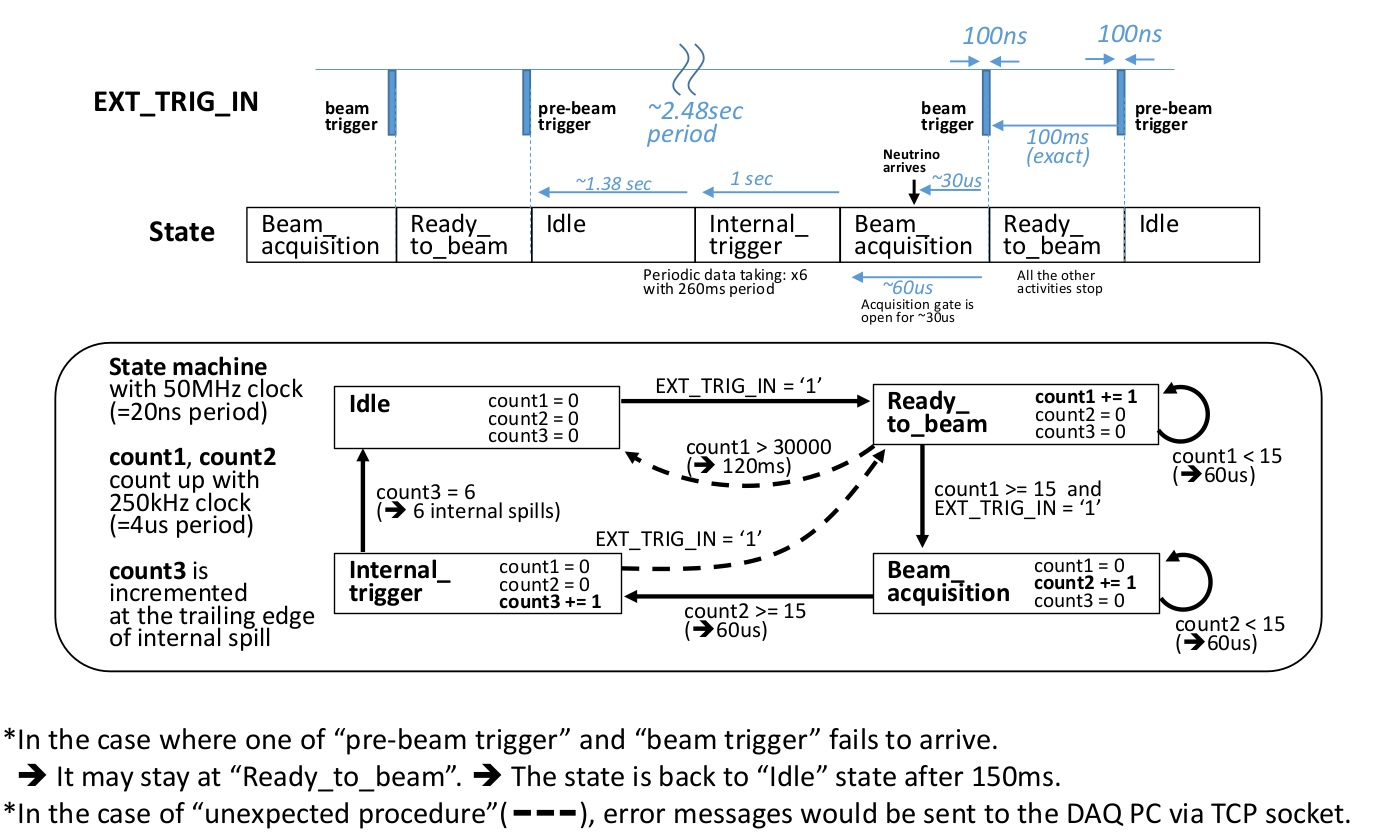 100ns
100ns
EXT_TRIG_IN
beam
trigger
pre-beam
trigger
~2.48sec
period
beam
trigger
pre-beam
trigger
100ms
(exact)
Neutrino
arrives
~1.38 sec
1 sec
~30us
State
Beam_
acquisition
Ready_
to_beam
Idle
Internal_
trigger
Beam_
acquisition
Ready_
to_beam
Idle
Periodic data taking: x6
with 260ms period
~60us
Acquisition gate is
open for ~30us
All the other
activities stop
State machine
with 50MHz clock
(=20ns period)
count1, count2
count up with
250kHz clock
(=4us period)
count3 is
incremented
at the trailing edge
of internal spill
Idle
count1 = 0
count2 = 0
count3 = 0
EXT_TRIG_IN = ‘1’
Ready_
to_beam
count1 += 1
count2 = 0
count3 = 0
count1 < 15
(➔60us)
count1 > 30000
(➔ 120ms)
count3 = 6
(➔ 6 internal spills)
count1 >= 15 and
EXT_TRIG_IN = ‘1’
EXT_TRIG_IN = ‘1’
Internal_
trigger
count1 = 0
count2 = 0
count3 += 1
count2 >= 15
(➔60us)
Beam_
acquisition
count1 = 0
count2 += 1
count3 = 0
count2 < 15
(➔60us)
*In the case where one of “pre-beam trigger” and “beam trigger” fails to arrive.
➔ It may stay at “Ready_to_beam”. ➔ The state is back to “Idle” state after 150ms.
*In the case of “unexpected procedure”(---), error messages would be sent to the DAQ PC via TCP socket.